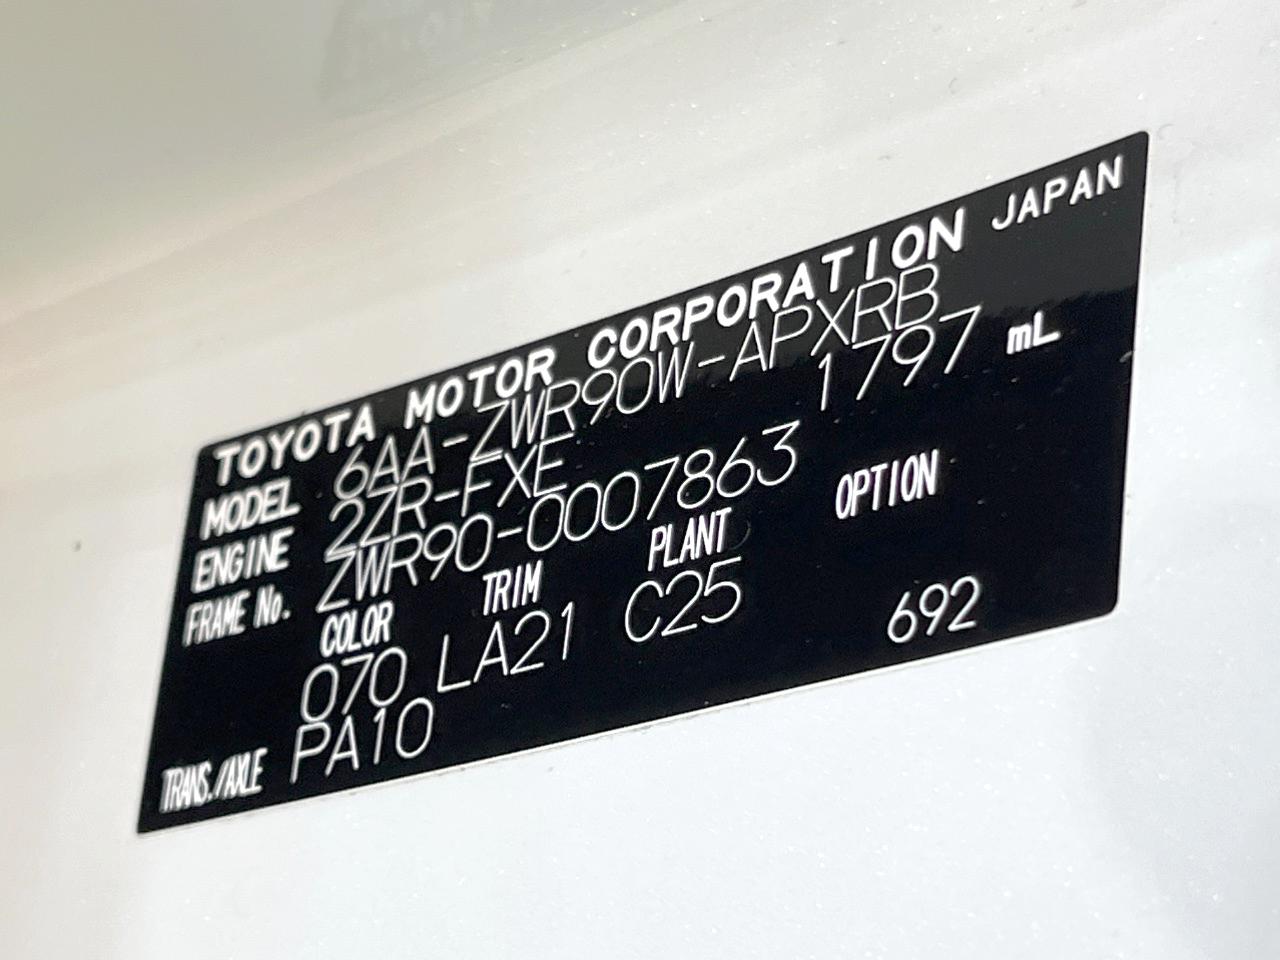 TOYOTA MOTOR CORPORATION JAPAN
MODEL 6AA-ZWR90W-APXRB
ENGINE 2ZR-FXE 1797 mL
FRAME No. ZWR90-0007863
COLOR TRIM PLANT OPTION
070 LA21 C25 692
TRANS./AXLE PA10